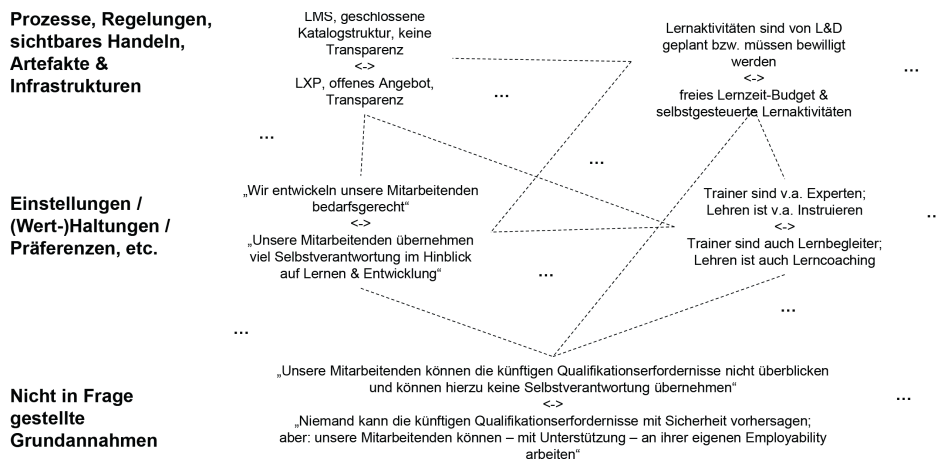 Prozesse, Regelungen,
sichtbares Handeln,
Artefakte &
Infrastrukturen
LMS, geschlossene
Katalogstruktur, keine
Transparenz
<->
LXP, offenes Angebot,
Transparenz
Lernaktivitäten sind von L&D
geplant bzw. müssen bewilligt
werden
<->
freies Lernzeit-Budget &
selbstgesteuerte Lernaktivitäten
...
...
...
...
Einstellungen /
(Wert-)Haltungen /
Präferenzen, etc.
„Wir entwickeln unsere Mitarbeitenden
bedarfsgerecht“
<->
„Unsere Mitarbeitenden übernehmen
viel Selbstverantwortung im Hinblick
auf Lernen & Entwicklung“
Trainer sind v.a. Experten;
Lehren ist v.a. Instruieren
<->
Trainer sind auch Lernbegleiter;
Lehren ist auch Lerncoaching
...
...
...
...
Nicht in Frage
gestellte
Grundannahmen
„Unsere Mitarbeitenden können die künftigen Qualifikationserfordernisse nicht überblicken
und können hierzu keine Selbstverantwortung übernehmen“
<->
„Niemand kann die künftigen Qualifikationserfordernisse mit Sicherheit vorhersagen;
aber: unsere Mitarbeitenden können – mit Unterstützung – an ihrer eigenen Employability
arbeiten“
...